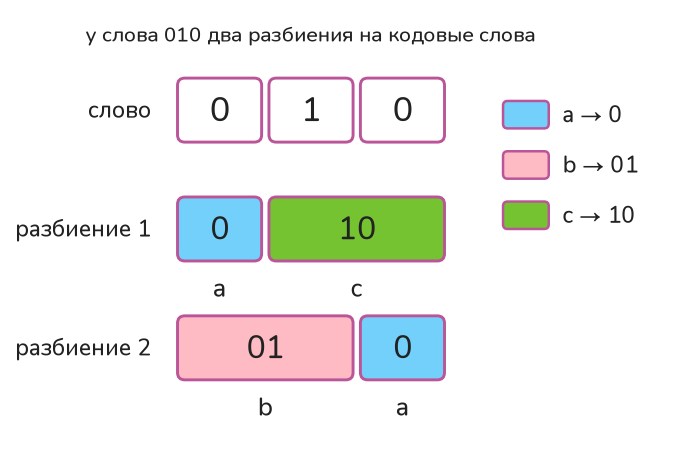 у слова 010 два разбиения на кодовые слова
слово 0 1 0
a → 0
b → 01
c → 10
разбиение 1 0 10
a c
разбиение 2 01 0
b a